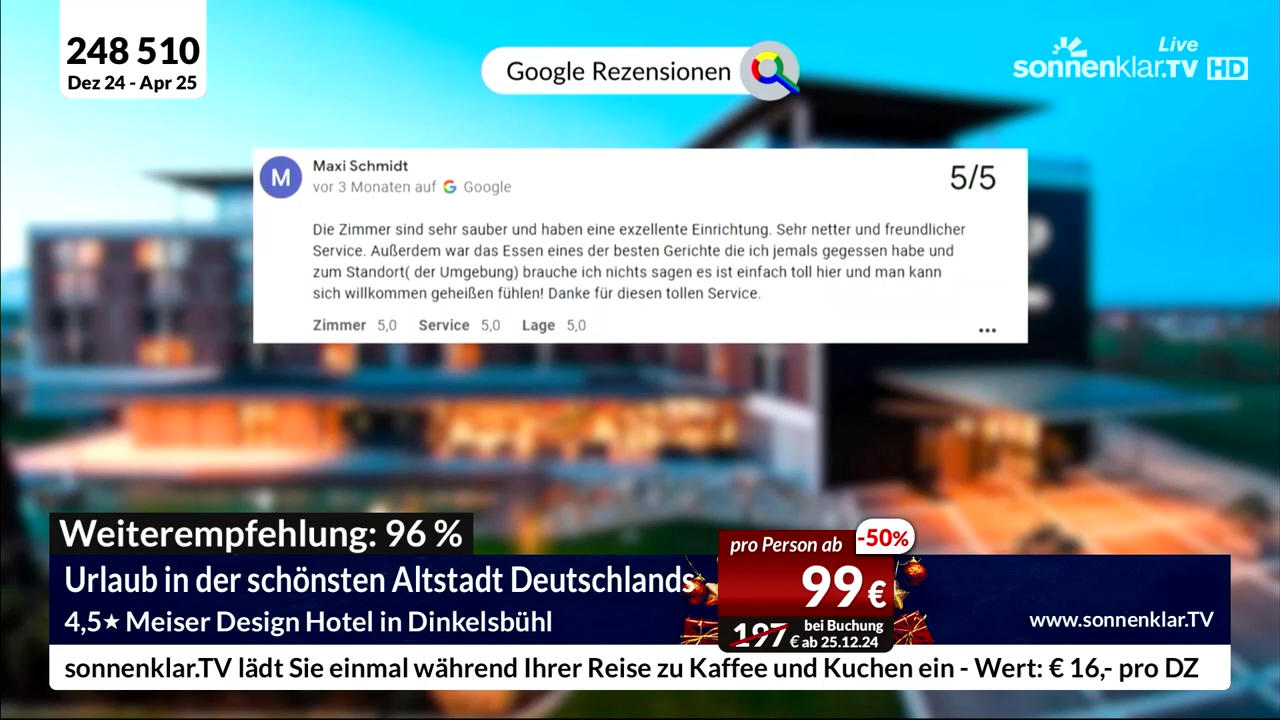 248 510
Dez 24 - Apr 25
Google Rezensionen
Live
sonnenklar.TV HD
M
Maxi Schmidt
vor 3 Monaten auf G Google
5/5
Die Zimmer sind sehr sauber und haben eine exzellente Einrichtung. Sehr netter und freundlicher
Service. Außerdem war das Essen eines der besten Gerichte die ich jemals gegessen habe und
zum Standort( der Umgebung) brauche ich nichts sagen es ist einfach toll hier und man kann
sich willkommen geheißen fühlen! Danke für diesen tollen Service.
Zimmer 5,0 Service 5,0 Lage 5,0
...
Weiterempfehlung: 96 %
Urlaub in der schönsten Altstadt Deutschlands
4,5★ Meiser Design Hotel in Dinkelsbühl
pro Person ab
-50%
99 €
197 bei Buchung
€ ab 25.12.24
www.sonnenklar.TV
sonnenklar.TV lädt Sie einmal während Ihrer Reise zu Kaffee und Kuchen ein - Wert: € 16,- pro DZ